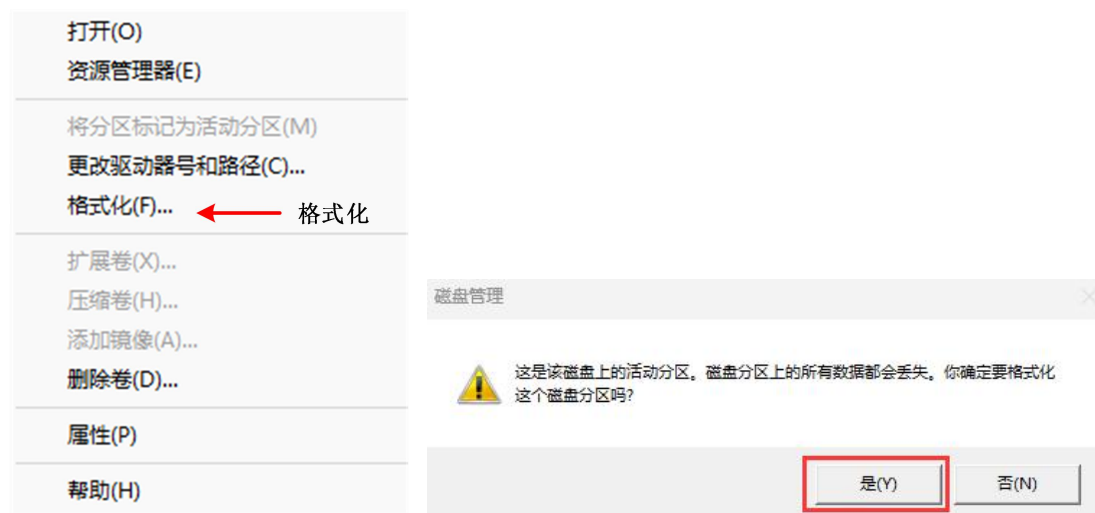 打开(O)
资源管理器(E)
将分区标记为活动分区(M)
更改驱动器号和路径(C)...
格式化(F)...
格式化
扩展卷(X)...
压缩卷(H)...
添加镜像(A)...
删除卷(D)...
属性(P)
帮助(H)
磁盘管理
这是该磁盘上的活动分区。磁盘分区上的所有数据都会丢失。你确定要格式化
这个磁盘分区吗?
是(Y)
否(N)